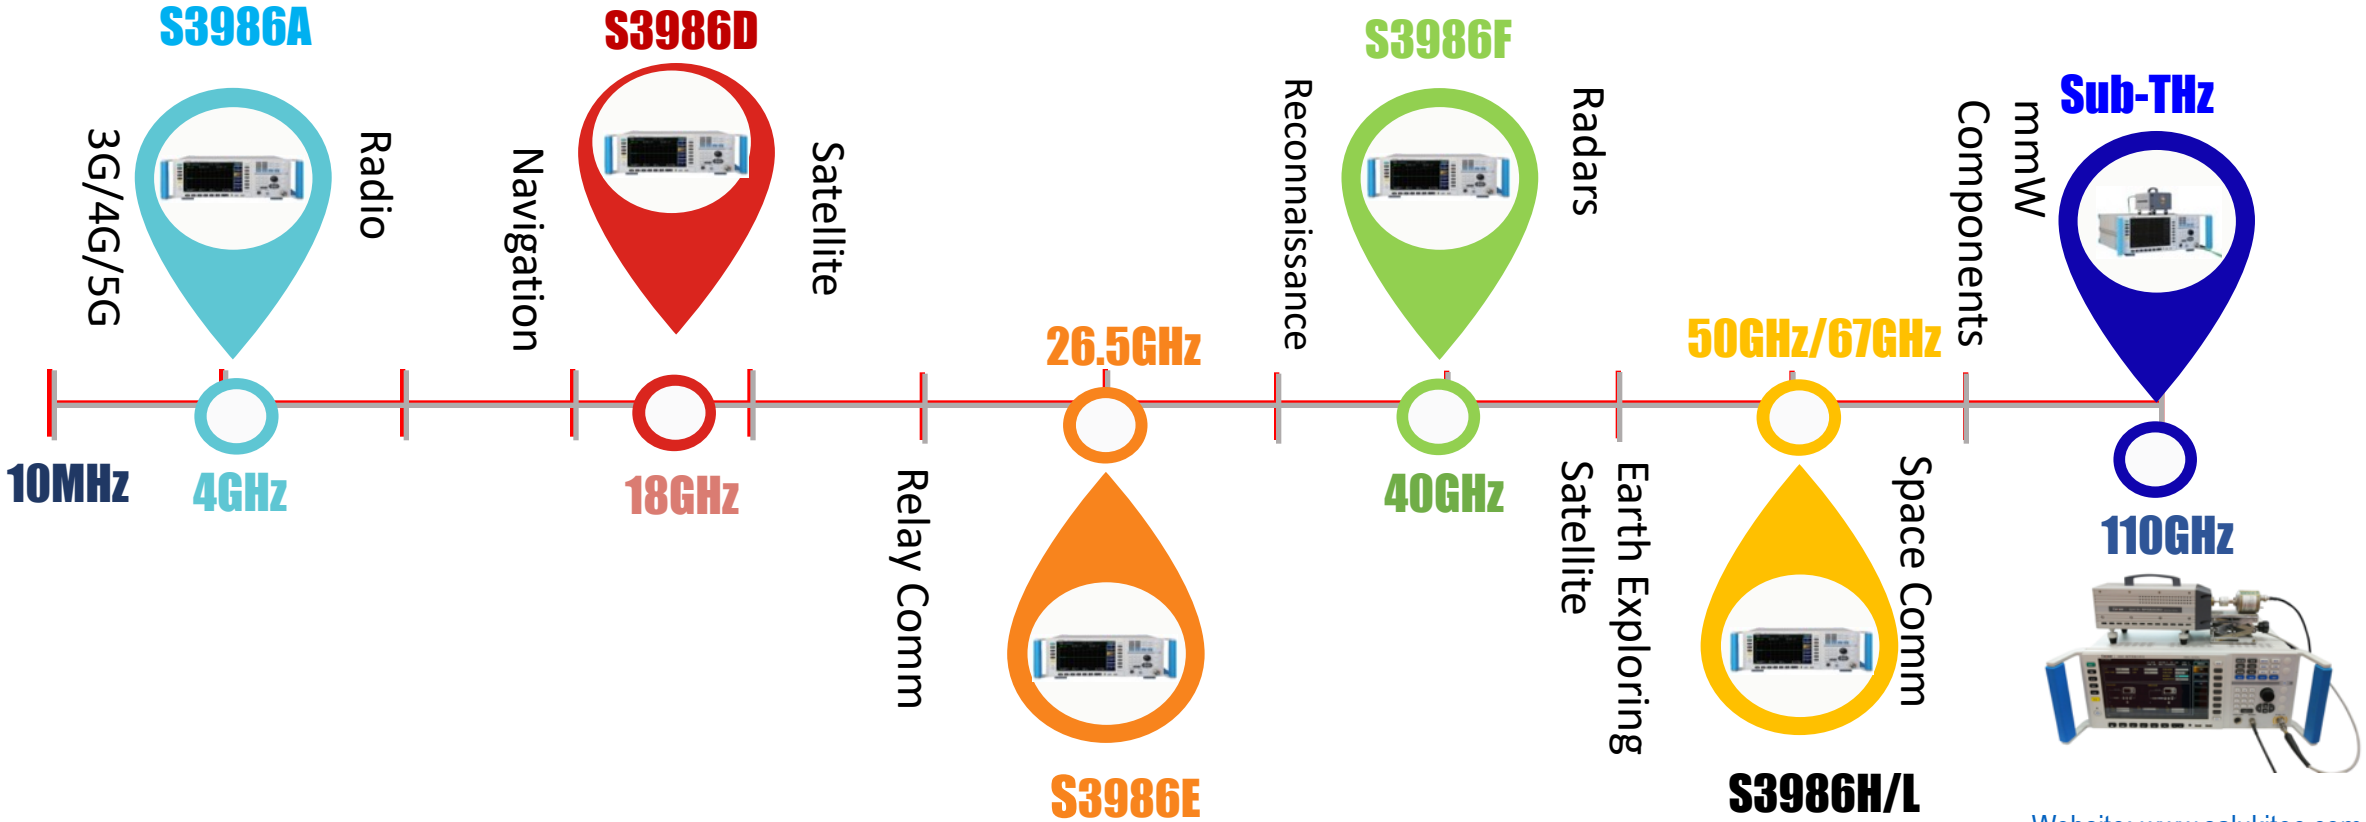 S3986A
S3986D
S3986F
Sub-THz
3G/4G/5G
Radio
Navigation
Satellite
Reconnaissance
Radars
mmW
Components
26.5GHz
50GHz/67GHz
10MHz
4GHz
18GHz
40GHz
110GHz
Relay Comm
Earth Exploring
Satellite
Space Comm
S3986E
S3986H/L